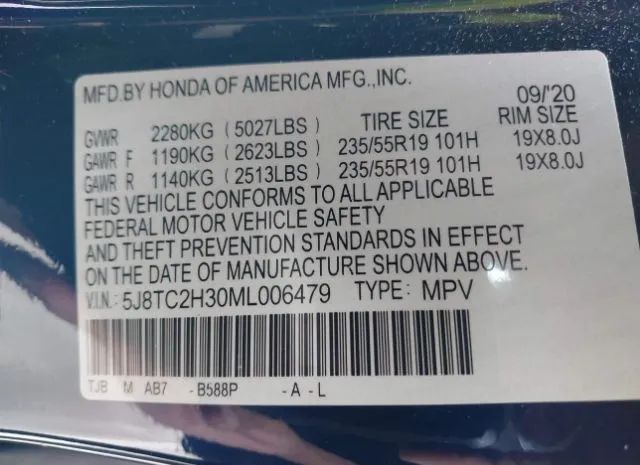 MFD.BY HONDA OF AMERICA MFG.,INC. 09/'20
GVWR 2280KG (5027LBS) TIRE SIZE RIM SIZE
GAWR F 1190KG (2623LBS) 235/55R19 101H 19X8.0J
GAWR R 1140KG (2513LBS) 235/55R19 101H 19X8.0J
THIS VEHICLE CONFORMS TO ALL APPLICABLE
FEDERAL MOTOR VEHICLE SAFETY
AND THEFT PREVENTION STANDARDS IN EFFECT
ON THE DATE OF MANUFACTURE SHOWN ABOVE.
V.I.N.: 5J8TC2H30ML006479 TYPE: MPV
TJB M AB7 -B588P -A -L